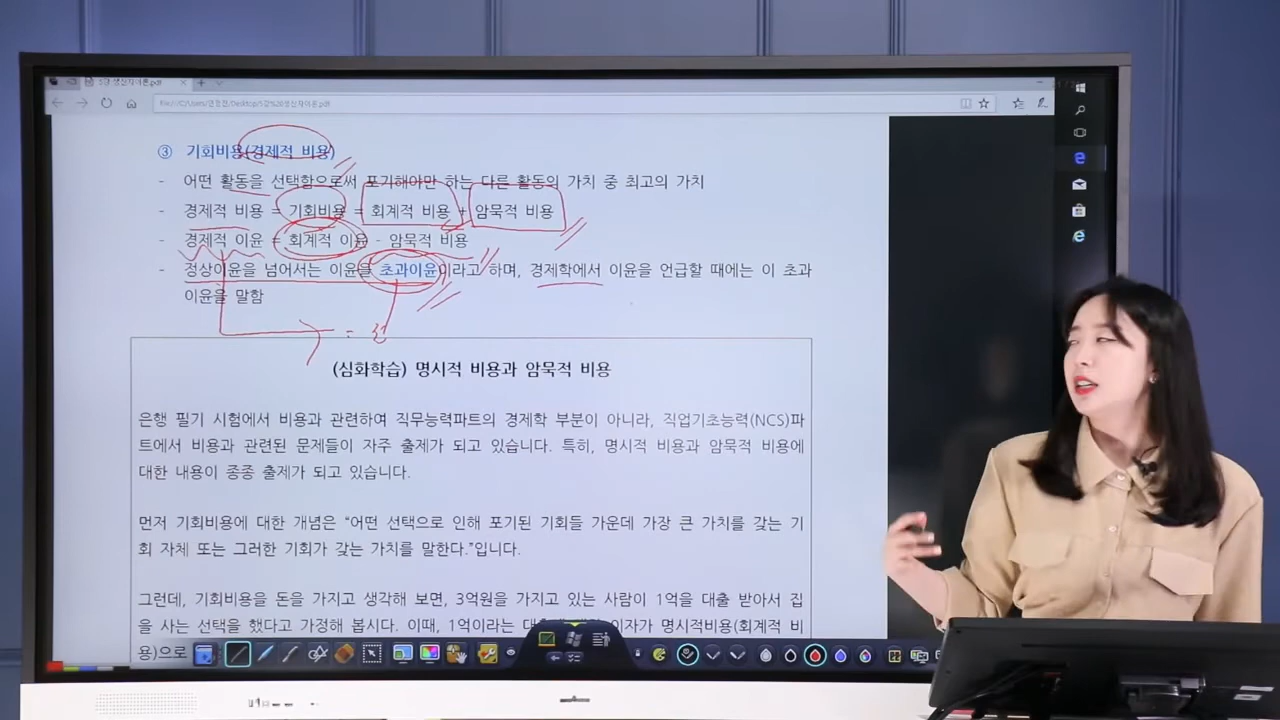 5강 생산자이론.pdf
③ 기회비용(경제적 비용)
- 어떤 활동을 선택함으로써 포기해야만 하는 다른 활동의 가치 중 최고의 가치
- 경제적 비용 = 기회비용 = 회계적 비용 + 암묵적 비용
- 경제적 이윤 = 회계적 이윤 - 암묵적 비용
- 정상이윤을 넘어서는 이윤을 초과이윤이라고 하며, 경제학에서 이윤을 언급할 때에는 이 초과
이윤을 말함
(심화학습) 명시적 비용과 암묵적 비용
은행 필기 시험에서 비용과 관련하여 직무능력파트의 경제학 부분이 아니라, 직업기초능력(NCS)파
트에서 비용과 관련된 문제들이 자주 출제가 되고 있습니다. 특히, 명시적 비용과 암묵적 비용에
대한 내용이 종종 출제가 되고 있습니다.
먼저 기회비용에 대한 개념은 “어떤 선택으로 인해 포기된 기회들 가운데 가장 큰 가치를 갖는 기
회 자체 또는 그러한 기회가 갖는 가치를 말한다.”입니다.
그런데, 기회비용을 돈을 가지고 생각해 보면, 3억원을 가지고 있는 사람이 1억을 대출 받아서 집
을 사는 선택을 했다고 가정해 봅시다. 이때, 1억이라는 이자가 명시적비용(회계적 비
용)으로